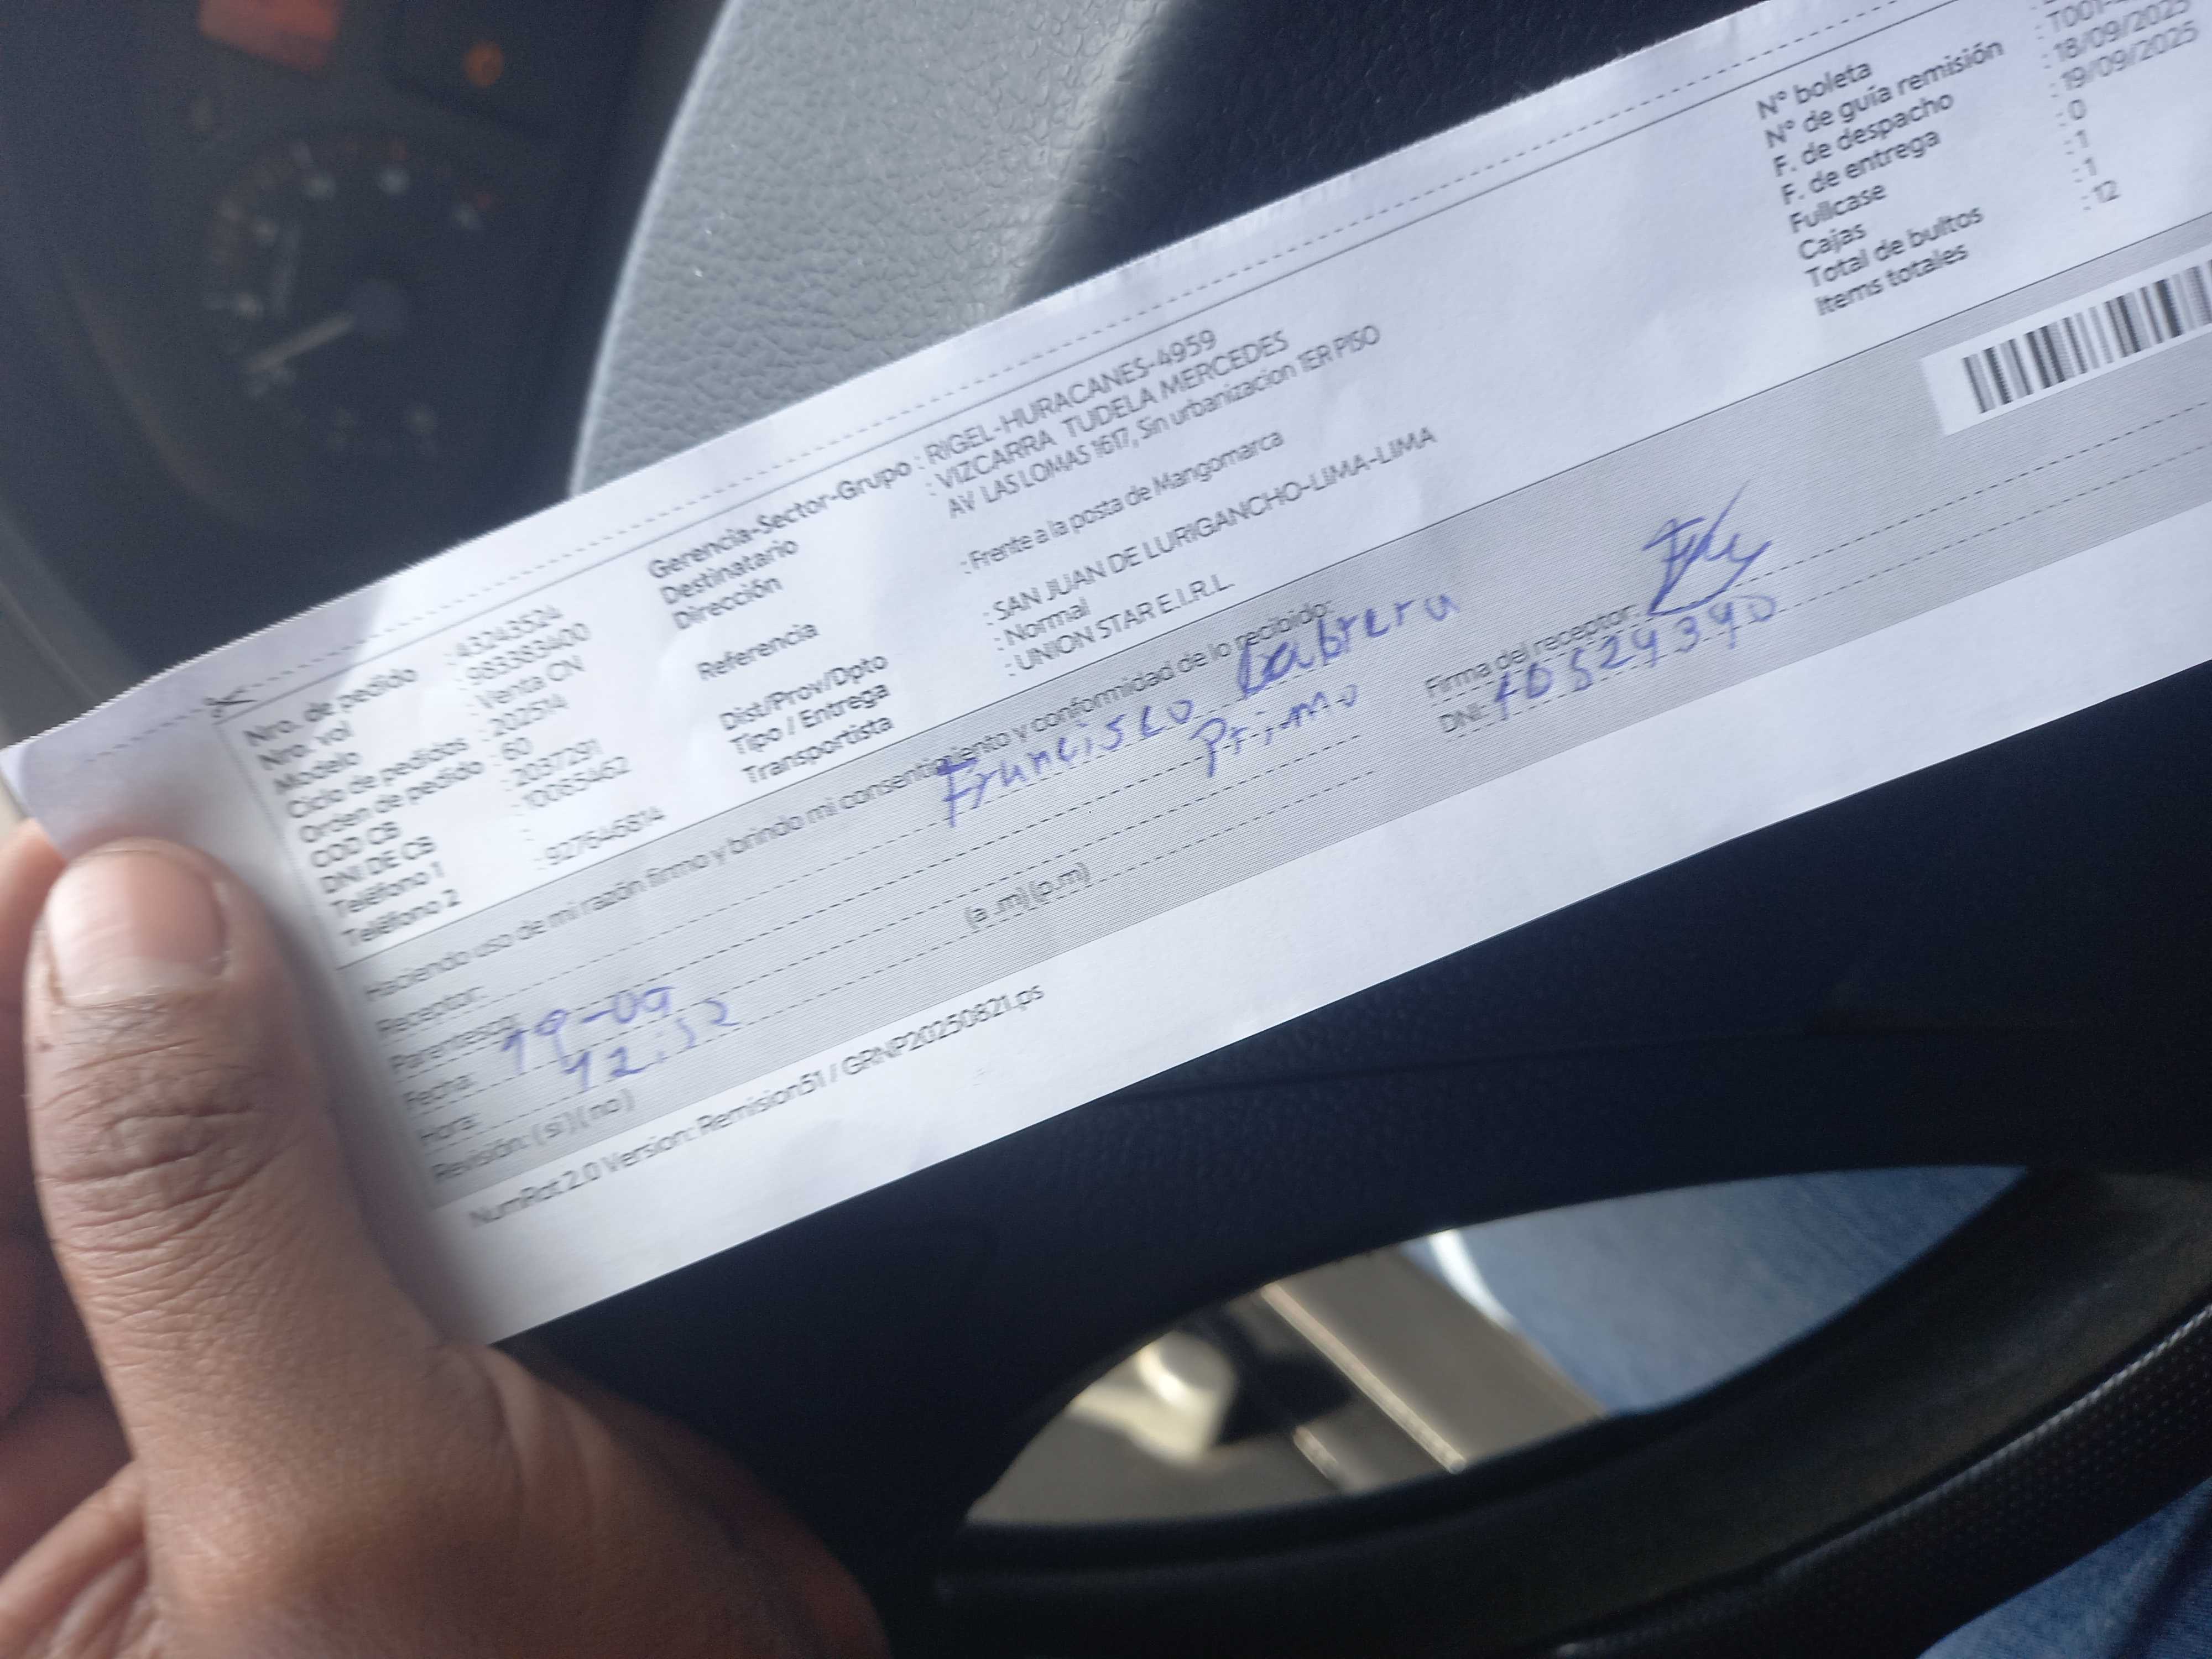 Nro. de pedido : 43243524
Nro. vol : 983383400
Modelo : Venta CN
Ciclo de pedidos : 202514
Orden de pedido : 60
COD CB : 2037291
DNI DE CB : 10085462
Teléfono 1 :
Teléfono 2 : 927646814
Gerencia-Sector-Grupo : RIGEL-HURACANES-4959
Destinatario : VIZCARRA TUDELA MERCEDES
Dirección AV LAS LOMAS 1617, Sin urbanizacion 1ER PISO
Referencia : Frente a la posta de Mangomarca
Dist/Prov/Dpto : SAN JUAN DE LURIGANCHO-LIMA-LIMA
Tipo / Entrega : Normal
Transportista : UNION STAR E.I.R.L.
N° boleta
N° de guía remisión : T001-
F. de despacho : 18/09/2025
F. de entrega : 19/09/2025
Fullcase : 0
Cajas : 1
Total de bultos : 1
Items totales : 12
Haciendo uso de mi razón firmo y brindo mi consentimiento y conformidad de lo recibido:
Receptor: Francisco Cabrera
Parentesco: Primo
Fecha: 19-09
Hora: 12:52 (a.m) (p.m)
Revisión: (si) (no)
Firma del receptor:
DNI: 10524390
NumRot 2.0 Version: Remision51 / GRNP20250821.ps